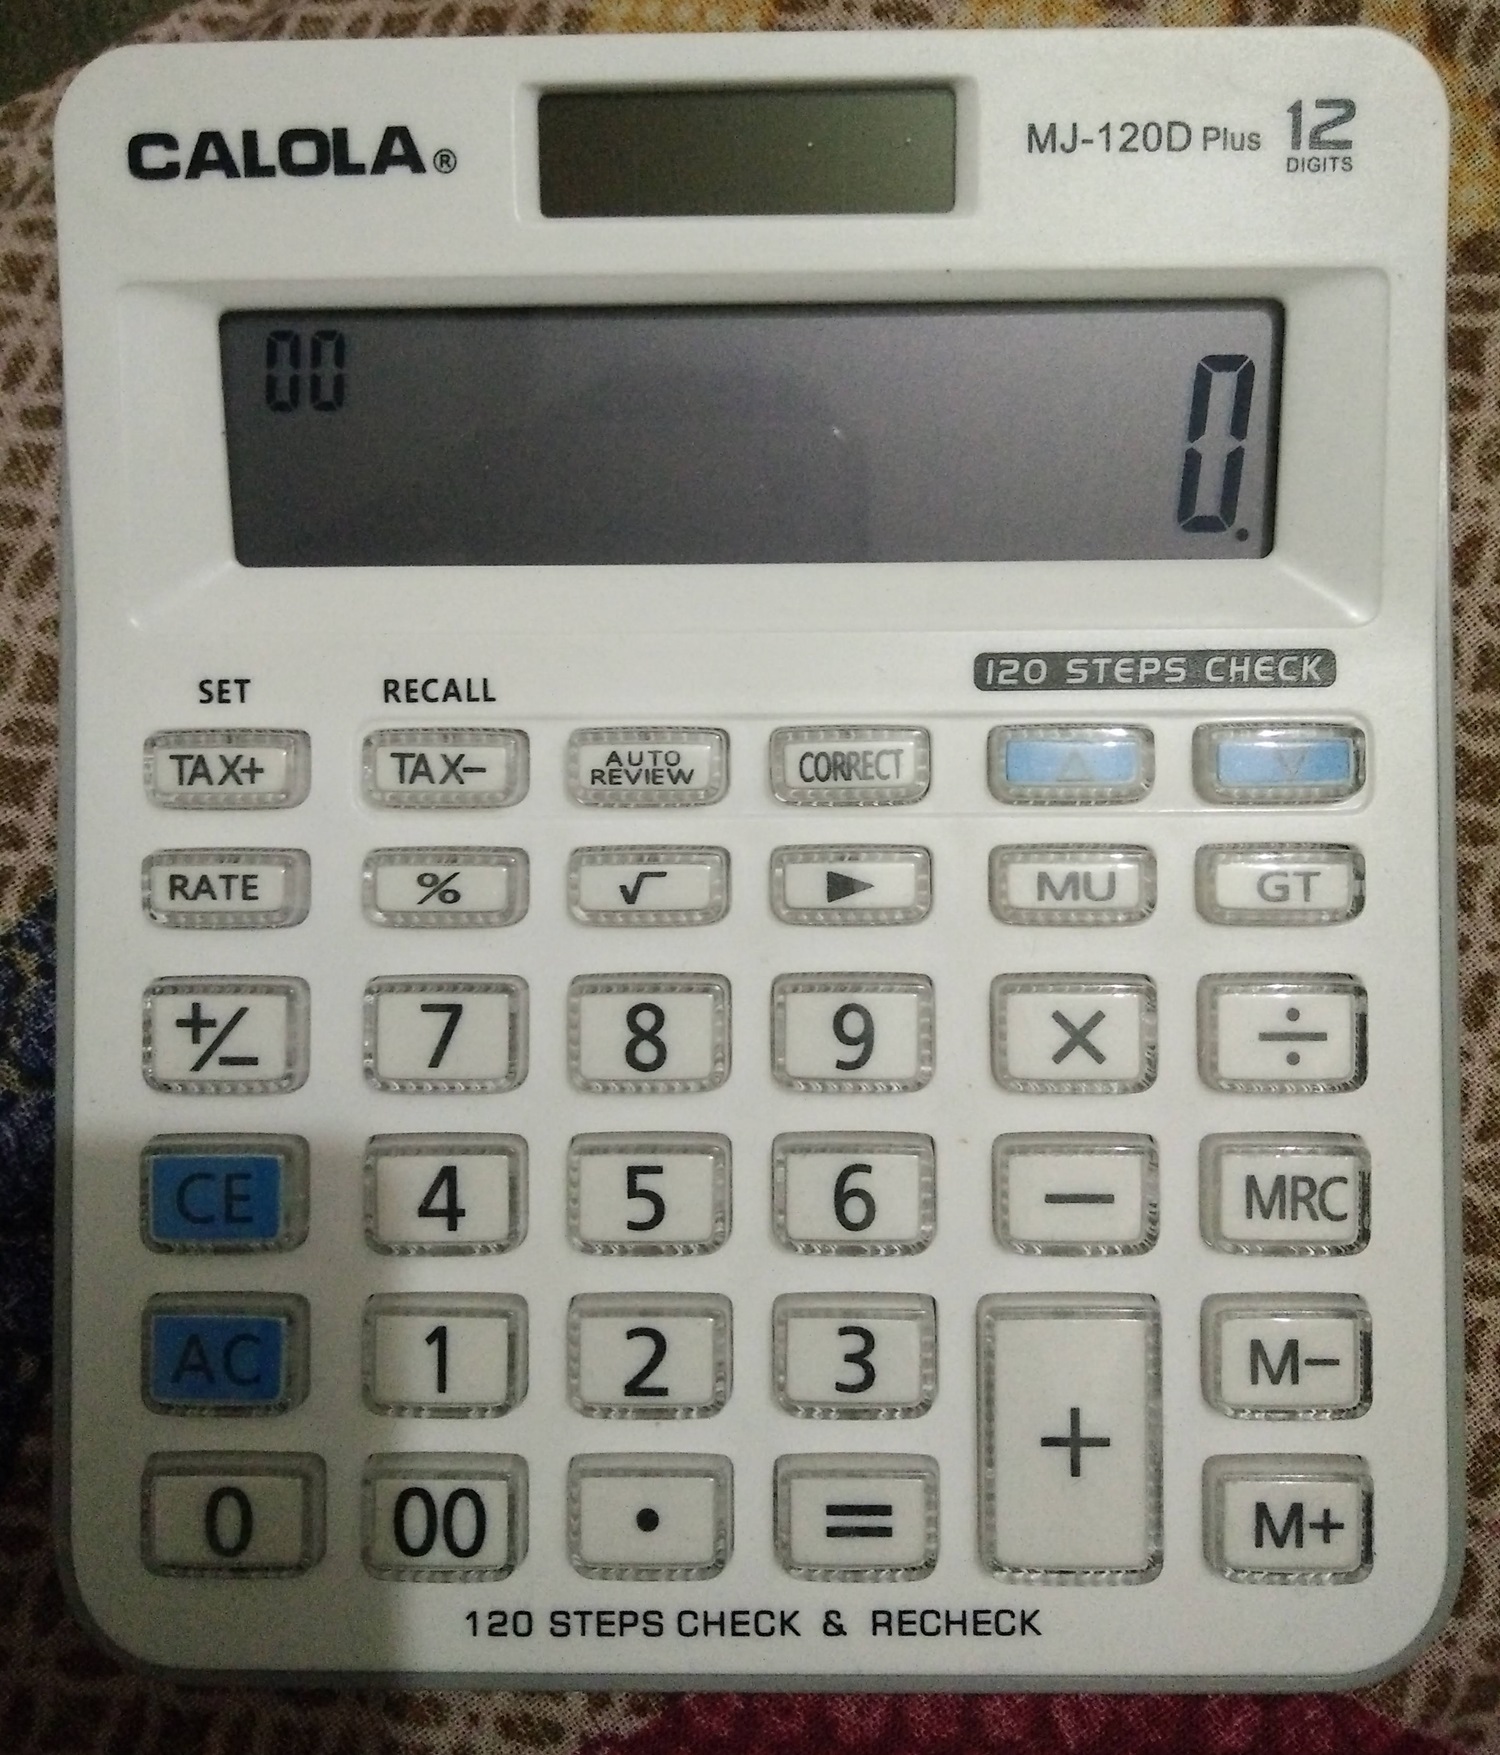 CALOLA®
MJ-120D Plus 12 DIGITS
00
0.
120 STEPS CHECK
SET RECALL
TAX+ TAX− AUTO REVIEW CORRECT △ ▽
RATE % √ ▶ MU GT
+/− 7 8 9 × ÷
CE 4 5 6 − MRC
AC 1 2 3 + M−
0 00 • = M+
120 STEPS CHECK & RECHECK